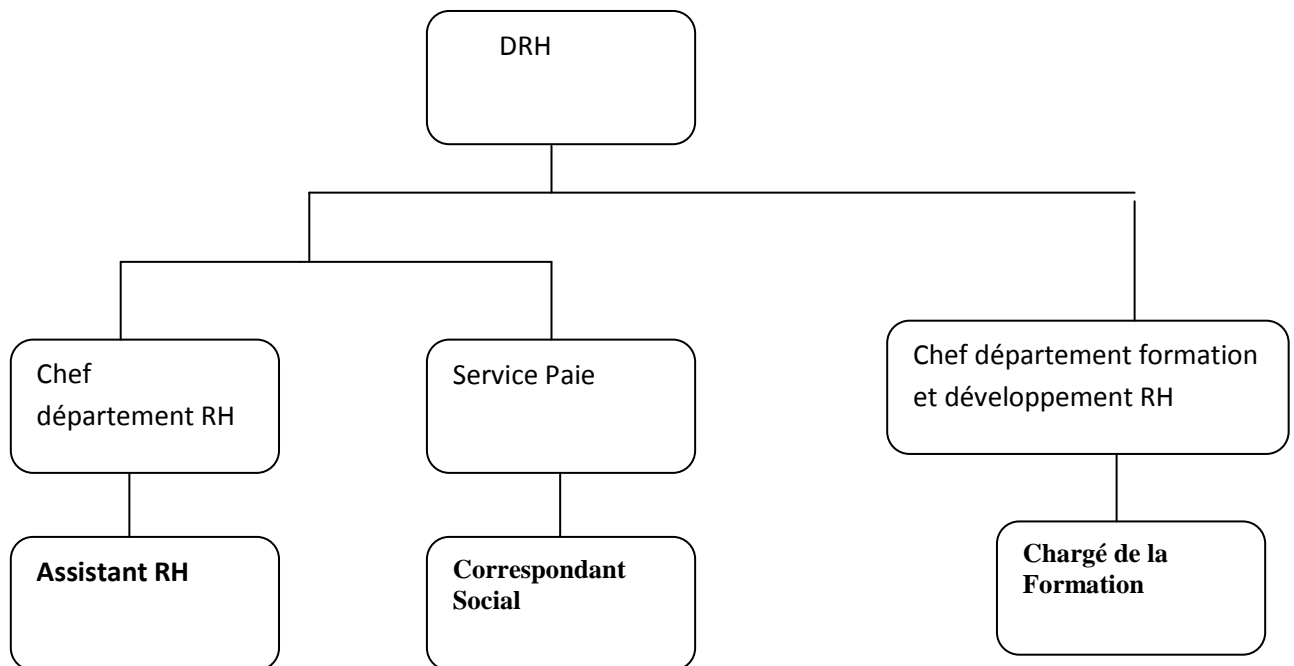 DRH
Chef
département RH
Service Paie
Chef département formation
et développement RH
Assistant RH
Correspondant
Social
Chargé de la
Formation